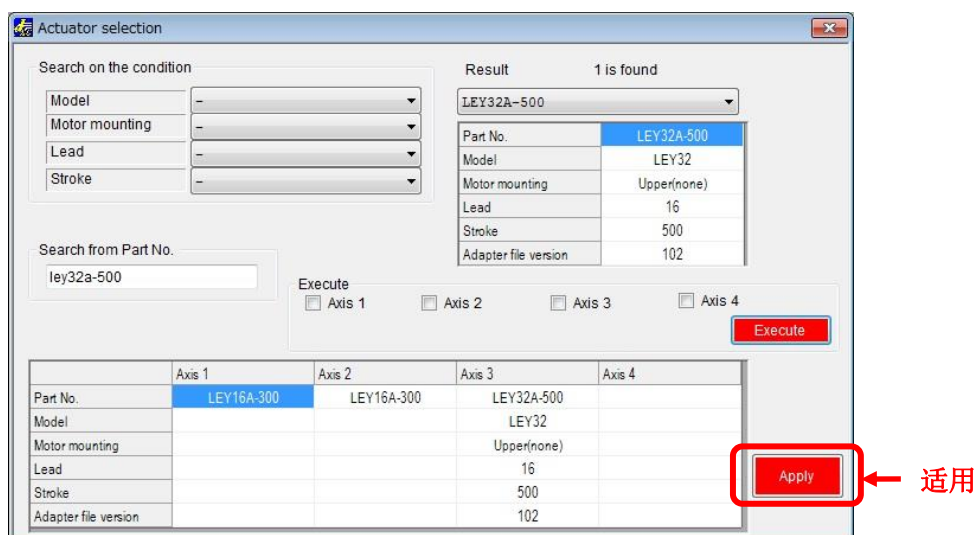 Actuator selection
Search on the condition
Model –
Motor mounting –
Lead –
Stroke –
Result 1 is found
LEY32A-500
Part No. LEY32A-500
Model LEY32
Motor mounting Upper(none)
Lead 16
Stroke 500
Adapter file version 102
Search from Part No.
ley32a-500
Execute
Axis 1 Axis 2 Axis 3 Axis 4
Execute
Axis 1 Axis 2 Axis 3 Axis 4
Part No. LEY16A-300 LEY16A-300 LEY32A-500
Model LEY32
Motor mounting Upper(none)
Lead 16
Stroke 500
Adapter file version 102
Apply
适用